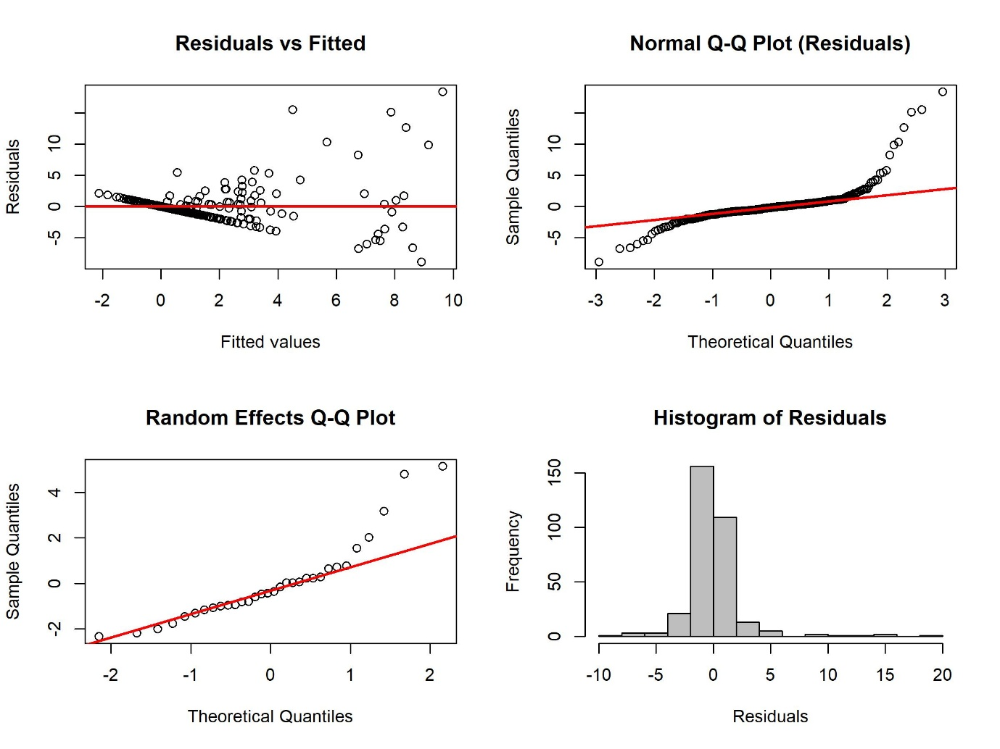 Residuals vs Fitted
Residuals
-5 0 5 10
-2 0 2 4 6 8 10
Fitted values
Normal Q-Q Plot (Residuals)
Sample Quantiles
-5 0 5 10
-3 -2 -1 0 1 2 3
Theoretical Quantiles
Random Effects Q-Q Plot
Sample Quantiles
-2 0 2 4
-2 -1 0 1 2
Theoretical Quantiles
Histogram of Residuals
Frequency
0 50 100 150
-10 -5 0 5 10 15 20
Residuals